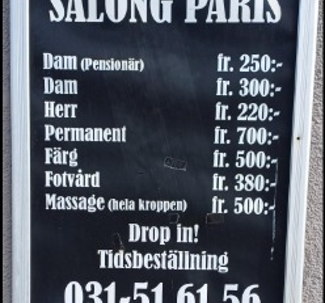 SALONG PARIS
Dam (Pensionär) fr. 250:-
Dam fr. 300:-
Herr fr. 220:-
Permanent fr. 700:-
Färg fr. 500:-
Fotvård fr. 380:-
Massage (hela kroppen) fr. 500:-
Drop in!
Tidsbeställning
031-51 61 56